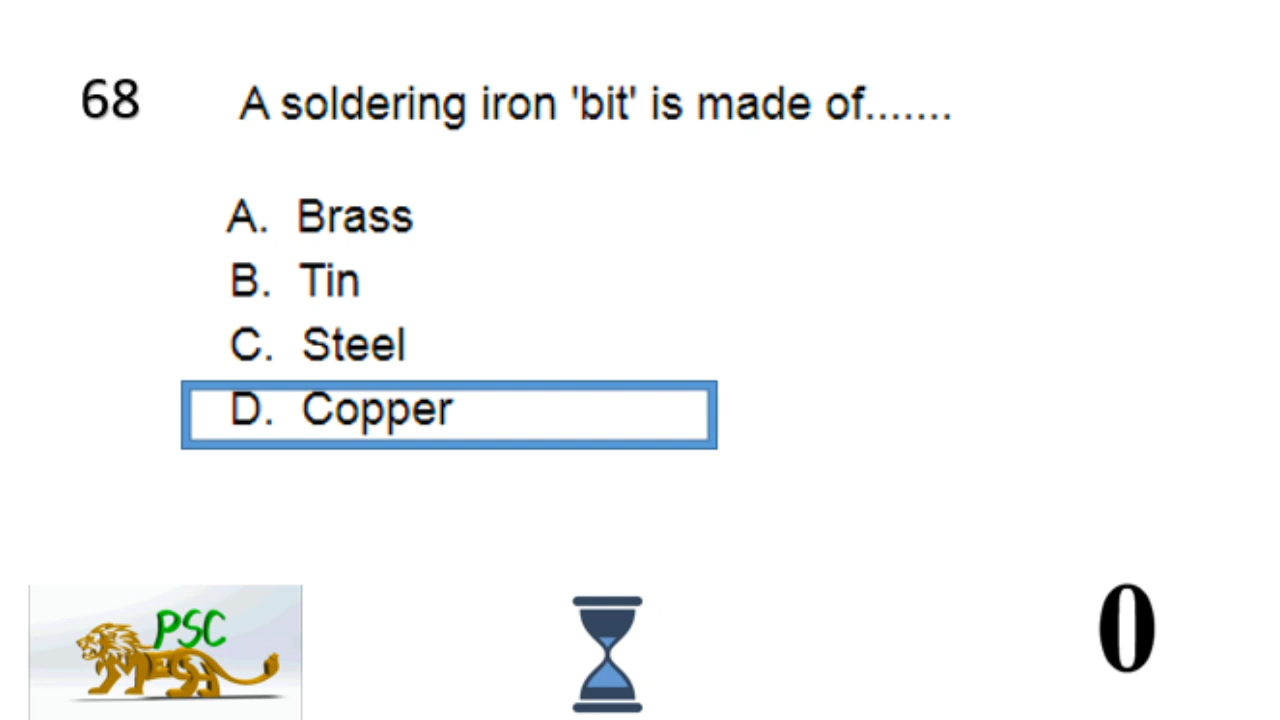 68 A soldering iron 'bit' is made of.......
A. Brass
B. Tin
C. Steel
D. Copper
PSC
0